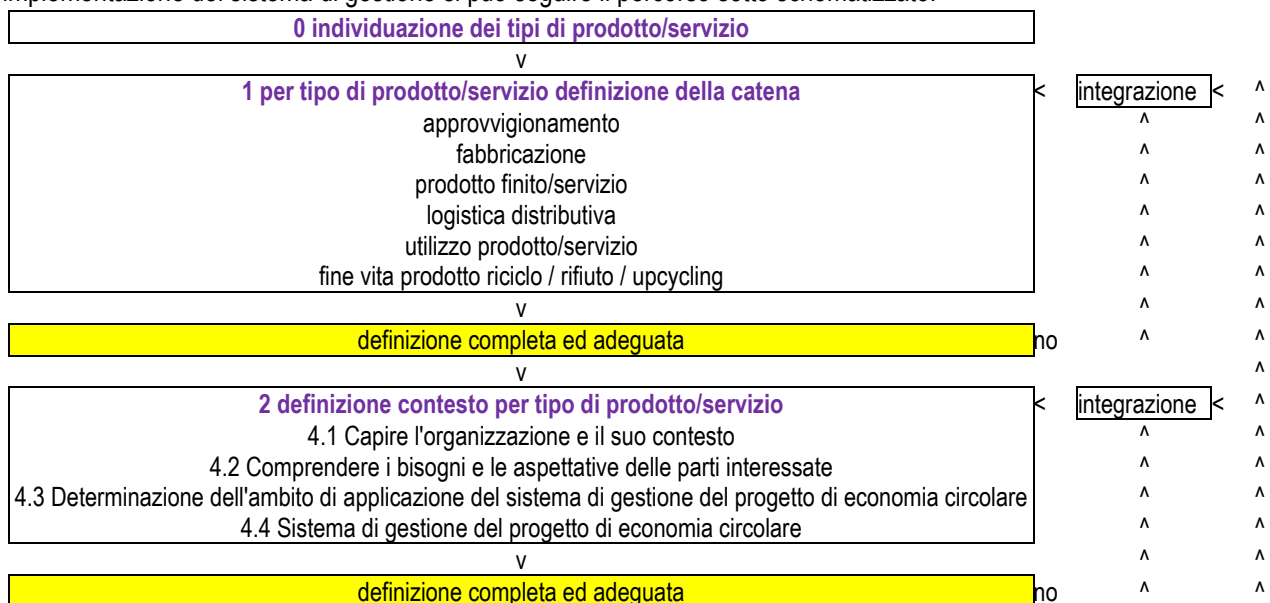 implementazione del sistema di gestione si può seguire il percorso sotto schematizzato:
0 individuazione dei tipi di prodotto/servizio
v
1 per tipo di prodotto/servizio definizione della catena < integrazione < ^
approvvigionamento ^ ^
fabbricazione ^ ^
prodotto finito/servizio ^ ^
logistica distributiva ^ ^
utilizzo prodotto/servizio ^ ^
fine vita prodotto riciclo / rifiuto / upcycling ^ ^
v ^ ^
definizione completa ed adeguata no ^ ^
v ^
2 definizione contesto per tipo di prodotto/servizio < integrazione < ^
4.1 Capire l'organizzazione e il suo contesto ^ ^
4.2 Comprendere i bisogni e le aspettative delle parti interessate ^ ^
4.3 Determinazione dell'ambito di applicazione del sistema di gestione del progetto di economia circolare ^ ^
4.4 Sistema di gestione del progetto di economia circolare ^ ^
v ^ ^
definizione completa ed adeguata no ^ ^